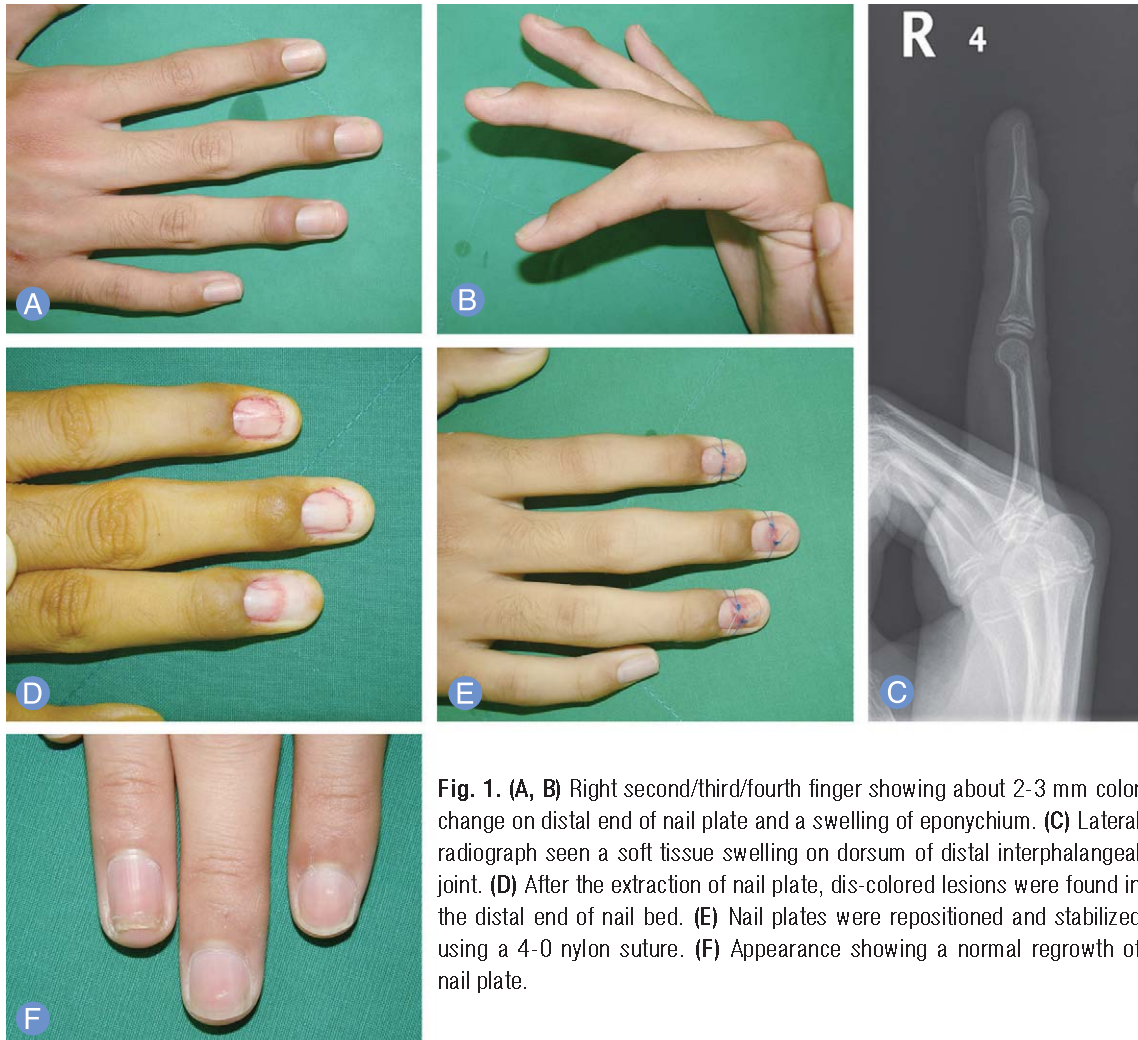 A
B
R 4
C
D
E
F
Fig. 1. (A, B) Right second/third/fourth finger showing about 2-3 mm color
change on distal end of nail plate and a swelling of eponychium. (C) Lateral
radiograph seen a soft tissue swelling on dorsum of distal interphalangeal
joint. (D) After the extraction of nail plate, dis-colored lesions were found in
the distal end of nail bed. (E) Nail plates were repositioned and stabilized
using a 4-0 nylon suture. (F) Appearance showing a normal regrowth of
nail plate.